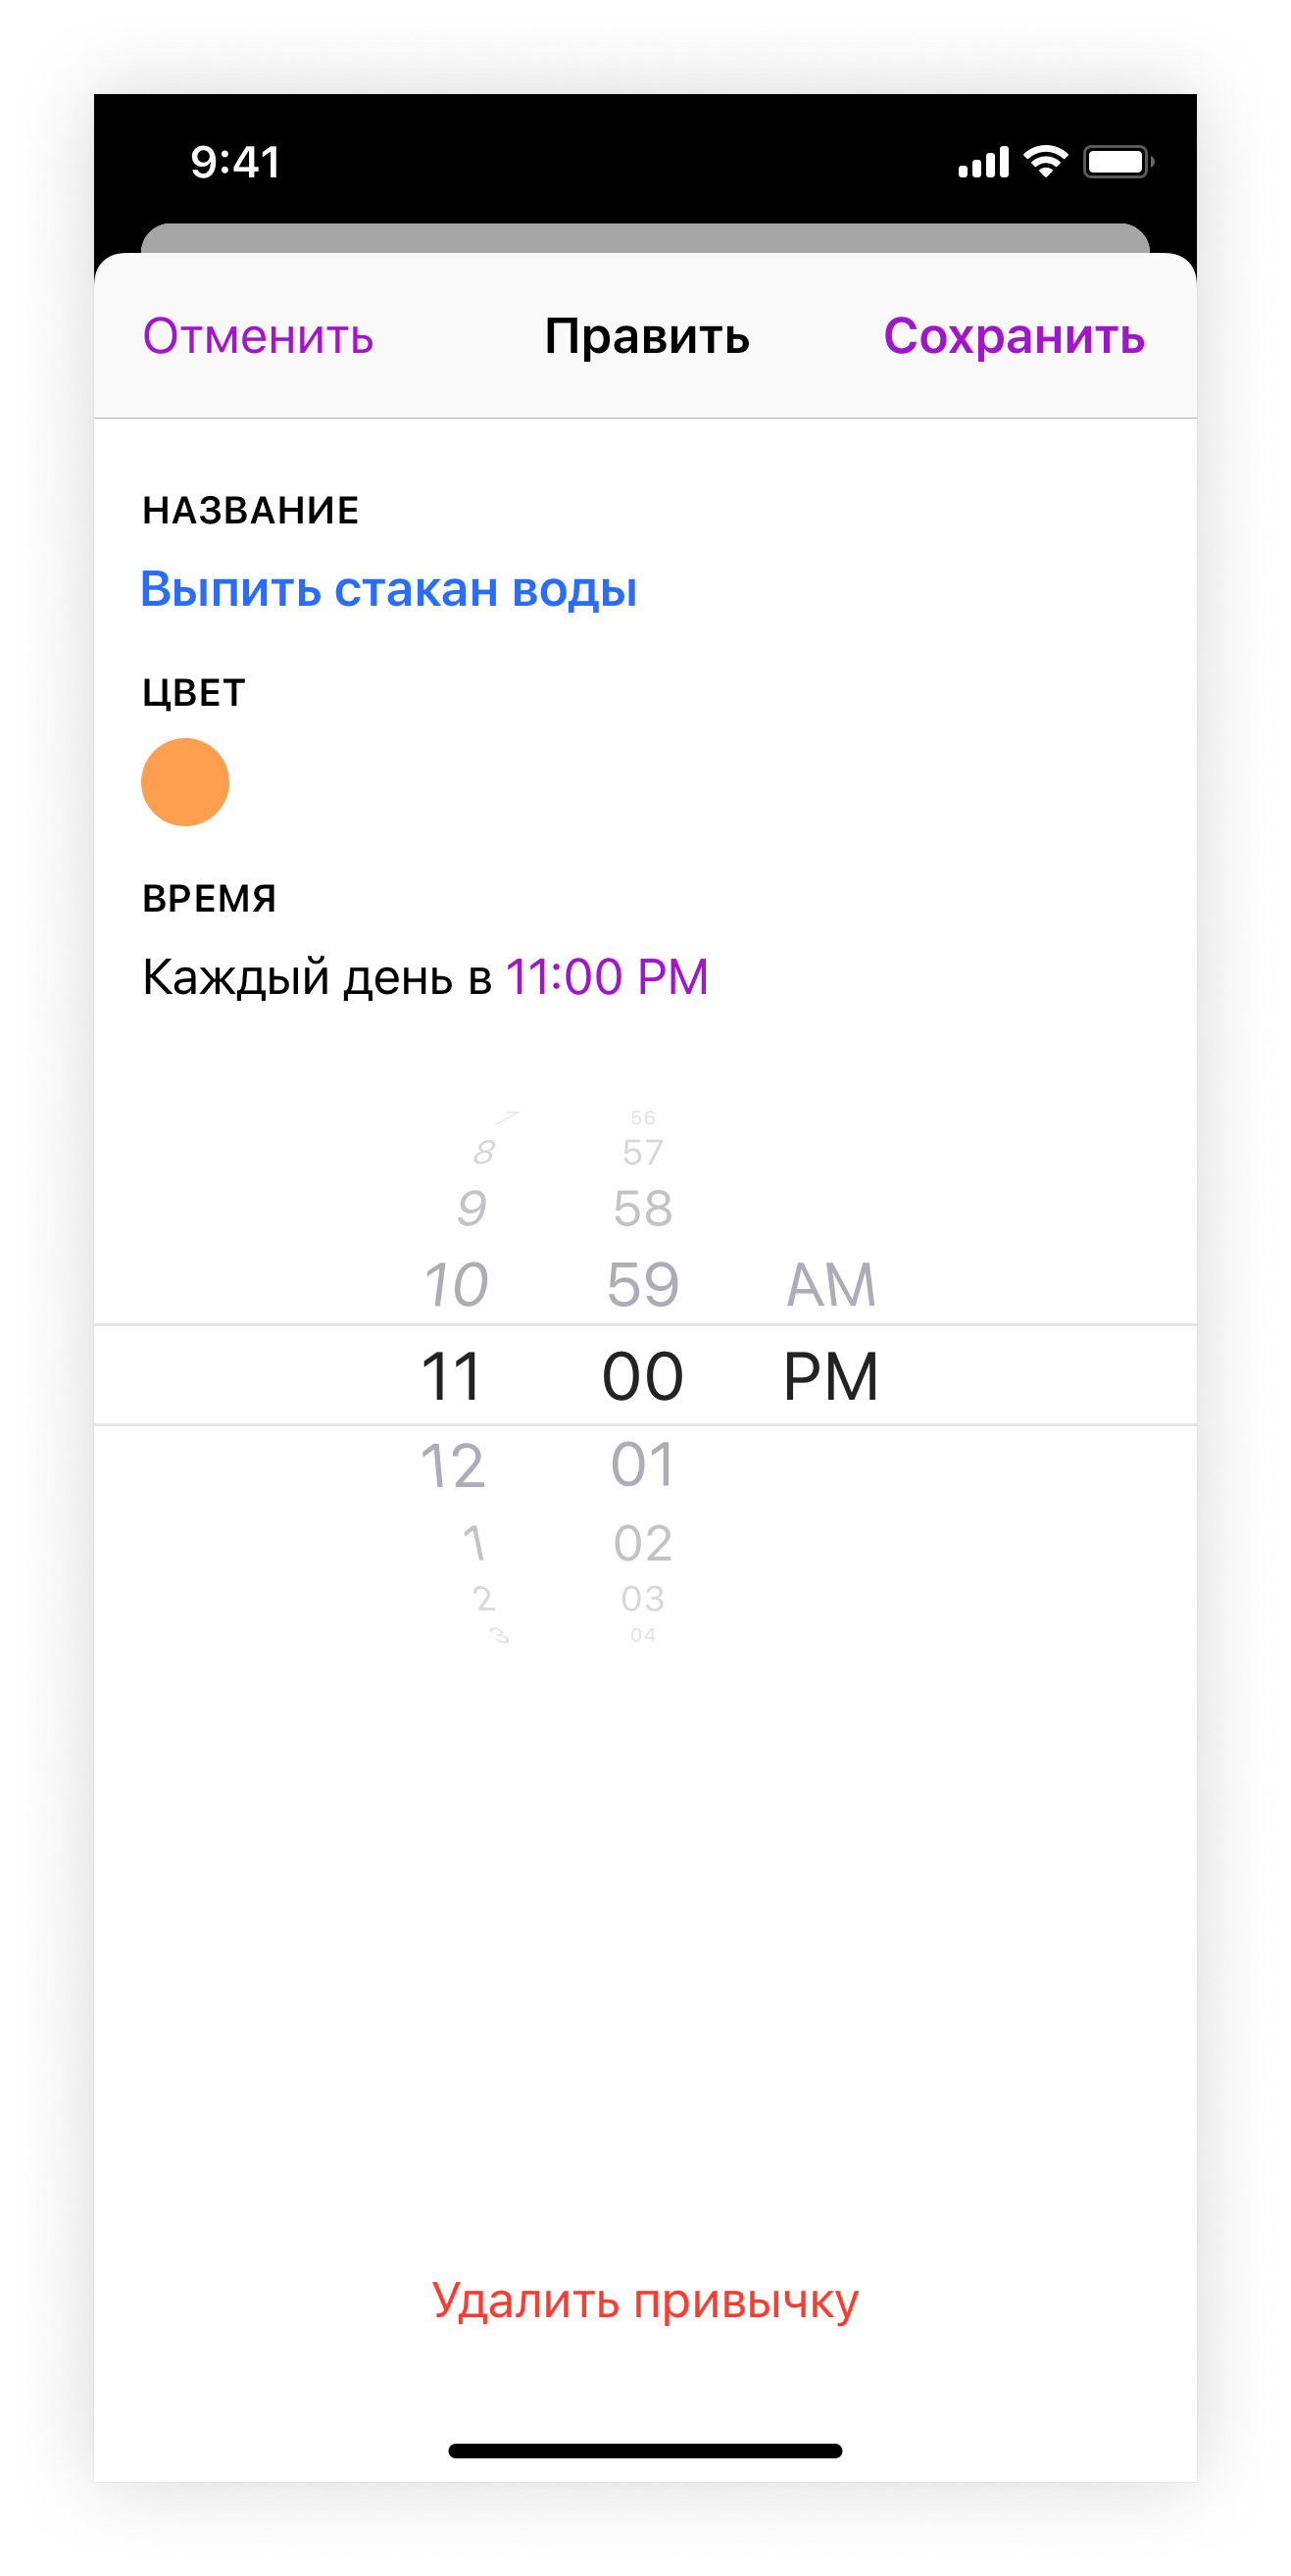 9:41
Отменить Править Сохранить
НАЗВАНИЕ
Выпить стакан воды
ЦВЕТ
ВРЕМЯ
Каждый день в 11:00 PM
7 56
8 57
9 58
10 59 AM
11 00 PM
12 01
1 02
2 03
3 04
Удалить привычку